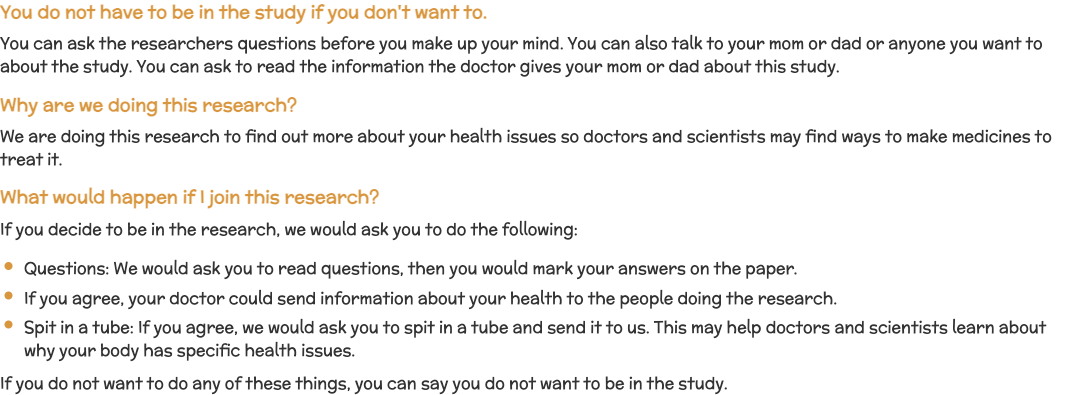 You do not have to be in the study if you don't want to.
You can ask the researchers questions before you make up your mind. You can also talk to your mom or dad or anyone you want to
about the study. You can ask to read the information the doctor gives your mom or dad about this study.
Why are we doing this research?
We are doing this research to find out more about your health issues so doctors and scientists may find ways to make medicines to
treat it.
What would happen if I join this research?
If you decide to be in the research, we would ask you to do the following:
• Questions: We would ask you to read questions, then you would mark your answers on the paper.
• If you agree, your doctor could send information about your health to the people doing the research.
• Spit in a tube: If you agree, we would ask you to spit in a tube and send it to us. This may help doctors and scientists learn about
why your body has specific health issues.
If you do not want to do any of these things, you can say you do not want to be in the study.